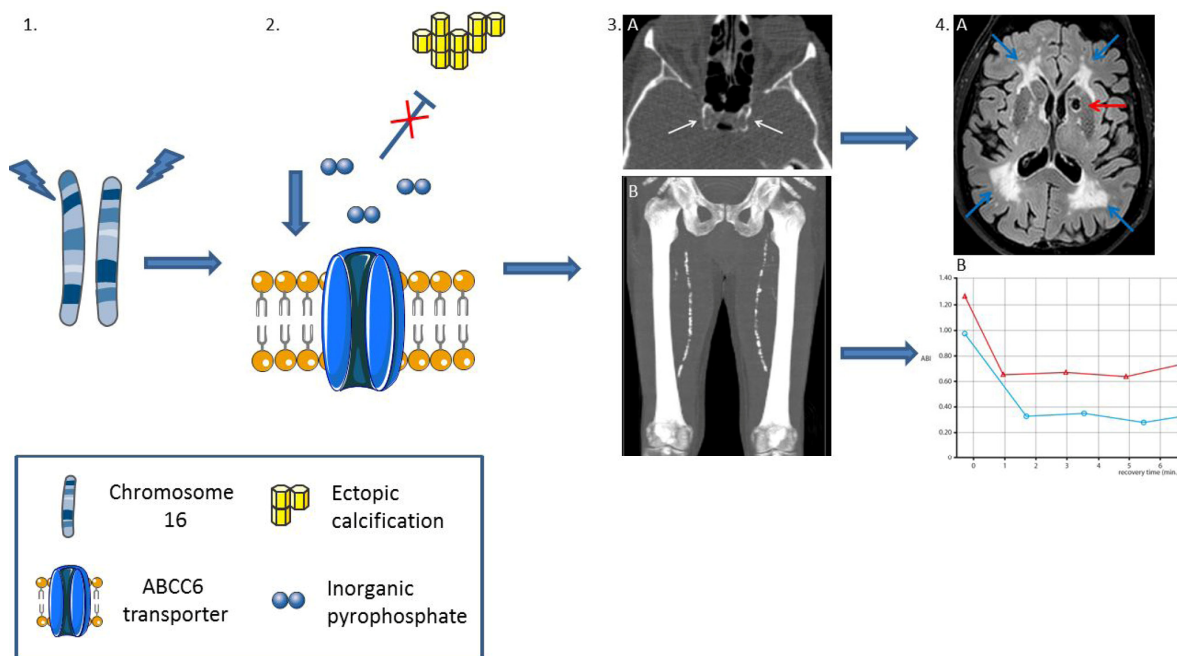 1.
2.
3. A
B
4. A
B
1.40
1.20
1.00
0.80
0.60
0.40
0.20
0
ABI
0 1 2 3 4 5 6
recovery time (min.
Chromosome
16
Ectopic
calcification
ABCC6
transporter
Inorganic
pyrophosphate